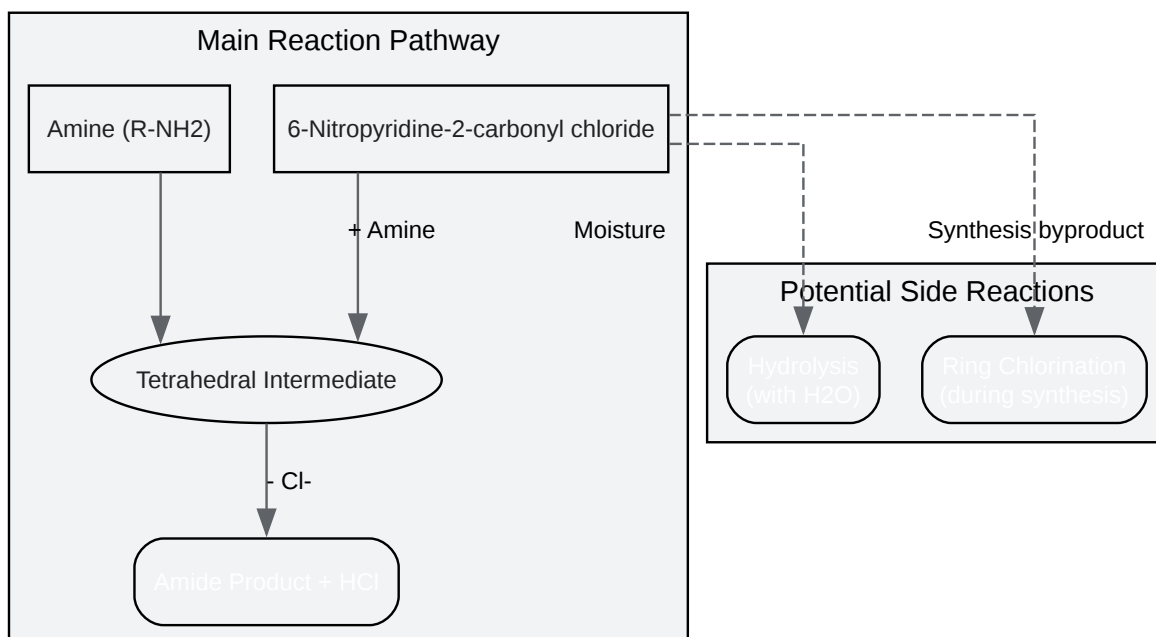 Main Reaction Pathway
Amine (R-NH2)
6-Nitropyridine-2-carbonyl chloride
+ Amine
Moisture
Synthesis byproduct
Potential Side Reactions
Hydrolysis
(with H2O)
Ring Chlorination
(during synthesis)
Tetrahedral Intermediate
- Cl-
Amide Product + HCl